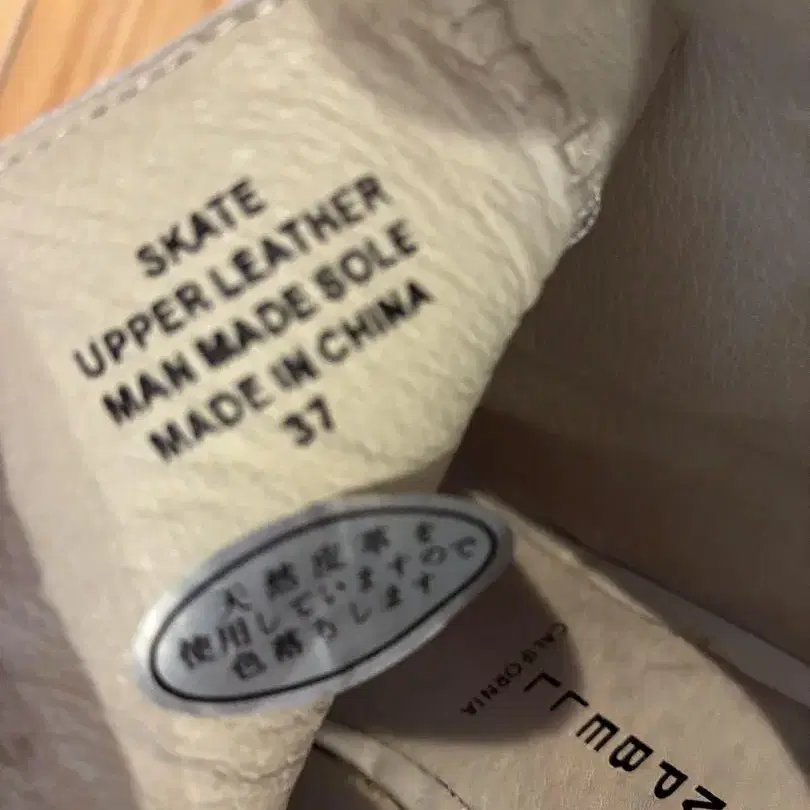 SKATE
UPPER LEATHER
MAN MADE SOLE
MADE IN CHINA
37
天然皮革を
使用していますので
色落ちします
CALIFORNIA
MPBELL